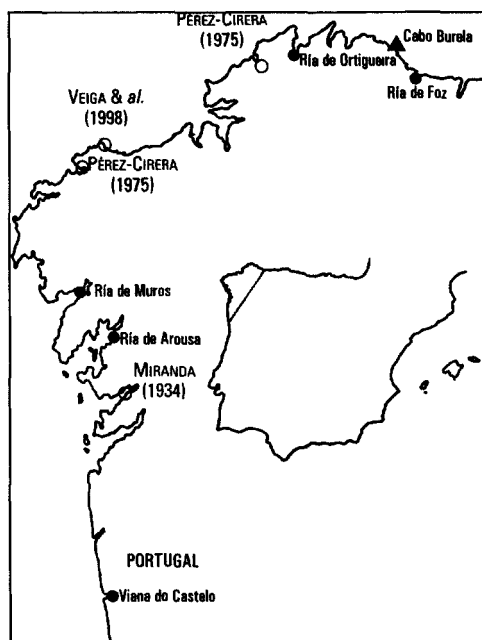 PÉREZ-CIRERA
(1975)
Cabo Burela
Ría de Ortigueira
Ría de Foz
VEIGA & al.
(1998)
PÉREZ-CIRERA
(1975)
Ría de Muros
Ría de Arousa
MIRANDA
(1934)
PORTUGAL
Viana do Castelo